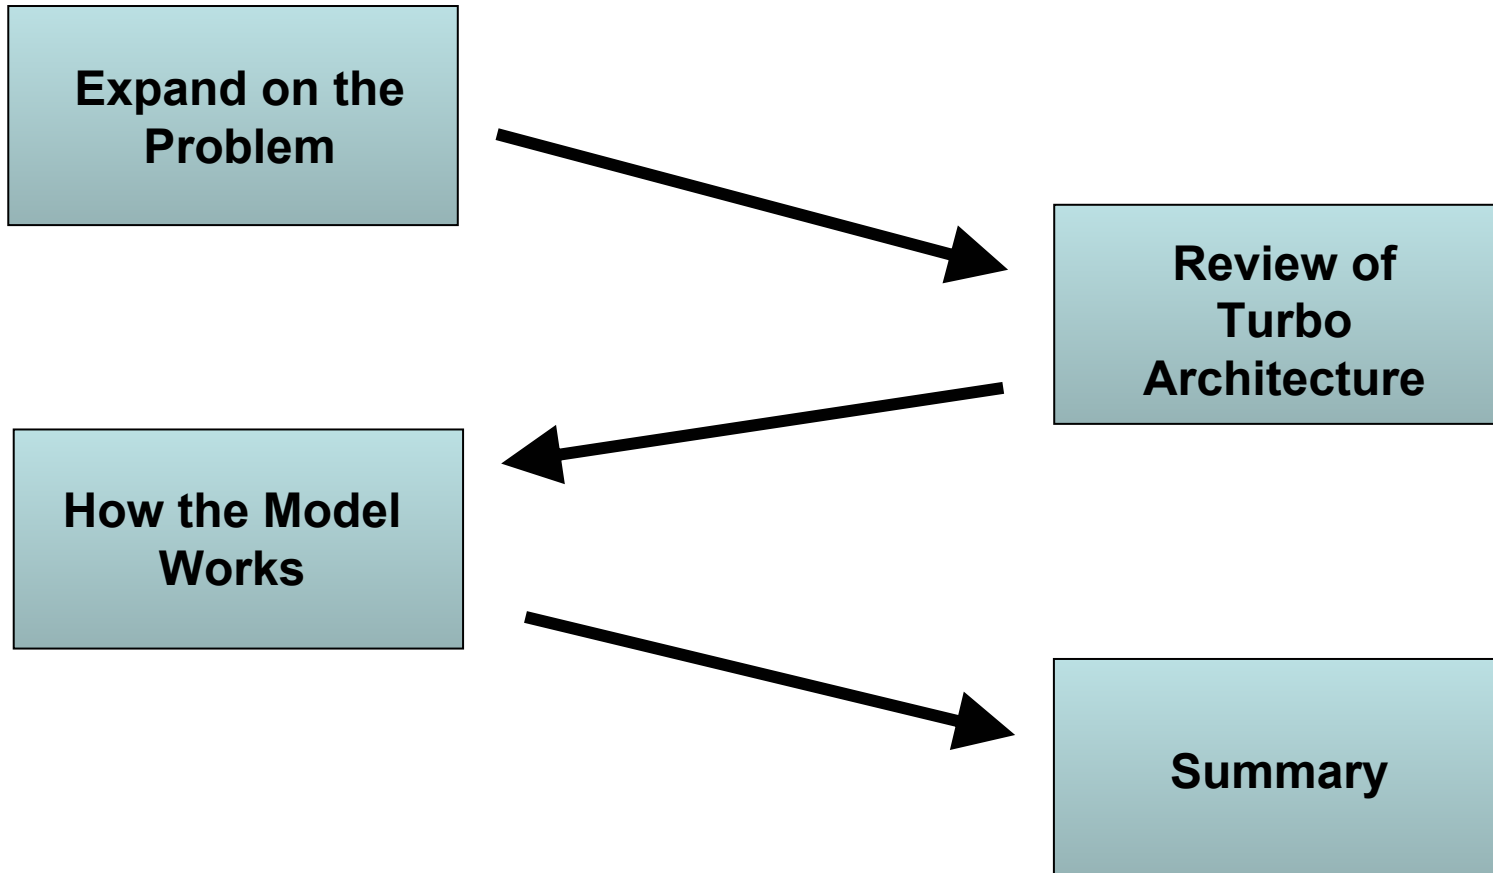 Expand on the
Problem
Review of
Turbo
Architecture
How the Model
Works
Summary